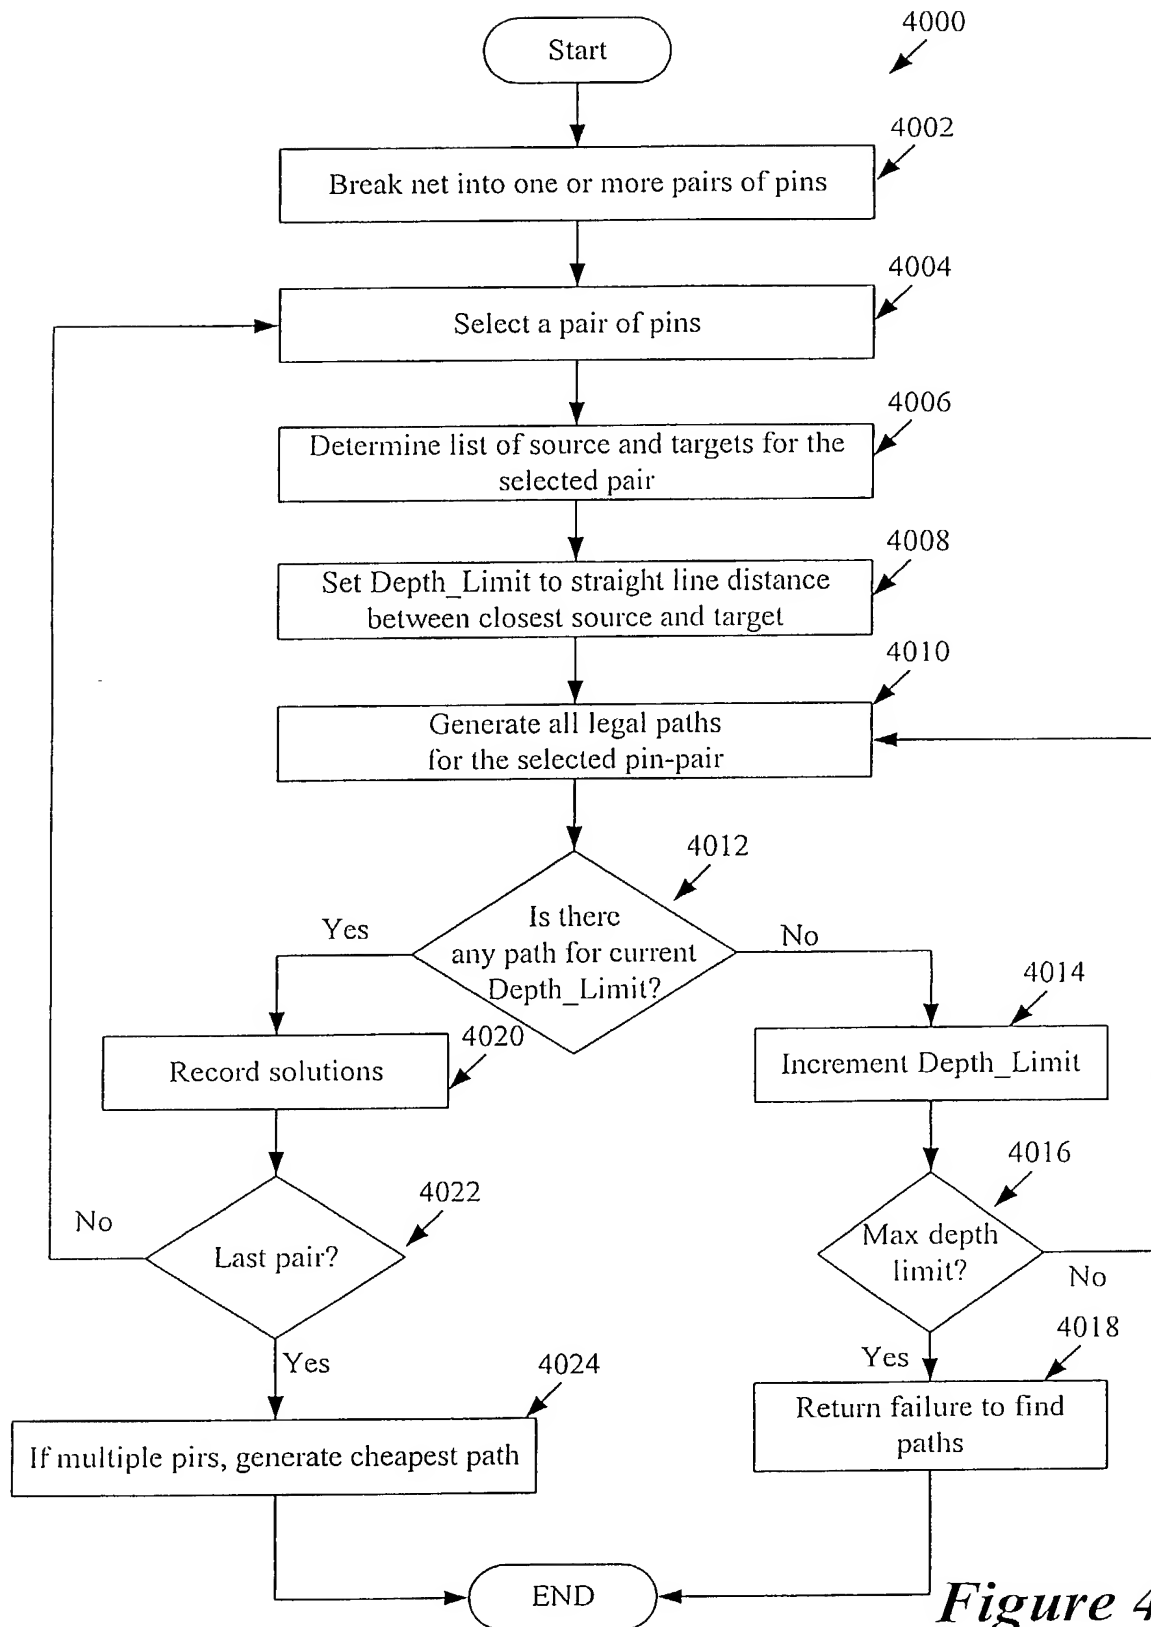 Start
4000
4002
Break net into one or more pairs of pins
4004
Select a pair of pins
4006
Determine list of source and targets for the
selected pair
4008
Set Depth_Limit to straight line distance
between closest source and target
4010
Generate all legal paths
for the selected pin-pair
4012
Is there
any path for current
Depth_Limit?
Yes
No
4014
Increment Depth_Limit
4020
Record solutions
4016
Max depth
limit?
No
4022
Last pair?
No
Yes
4018
Yes
Return failure to find
paths
4024
If multiple pirs, generate cheapest path
END
Figure 4